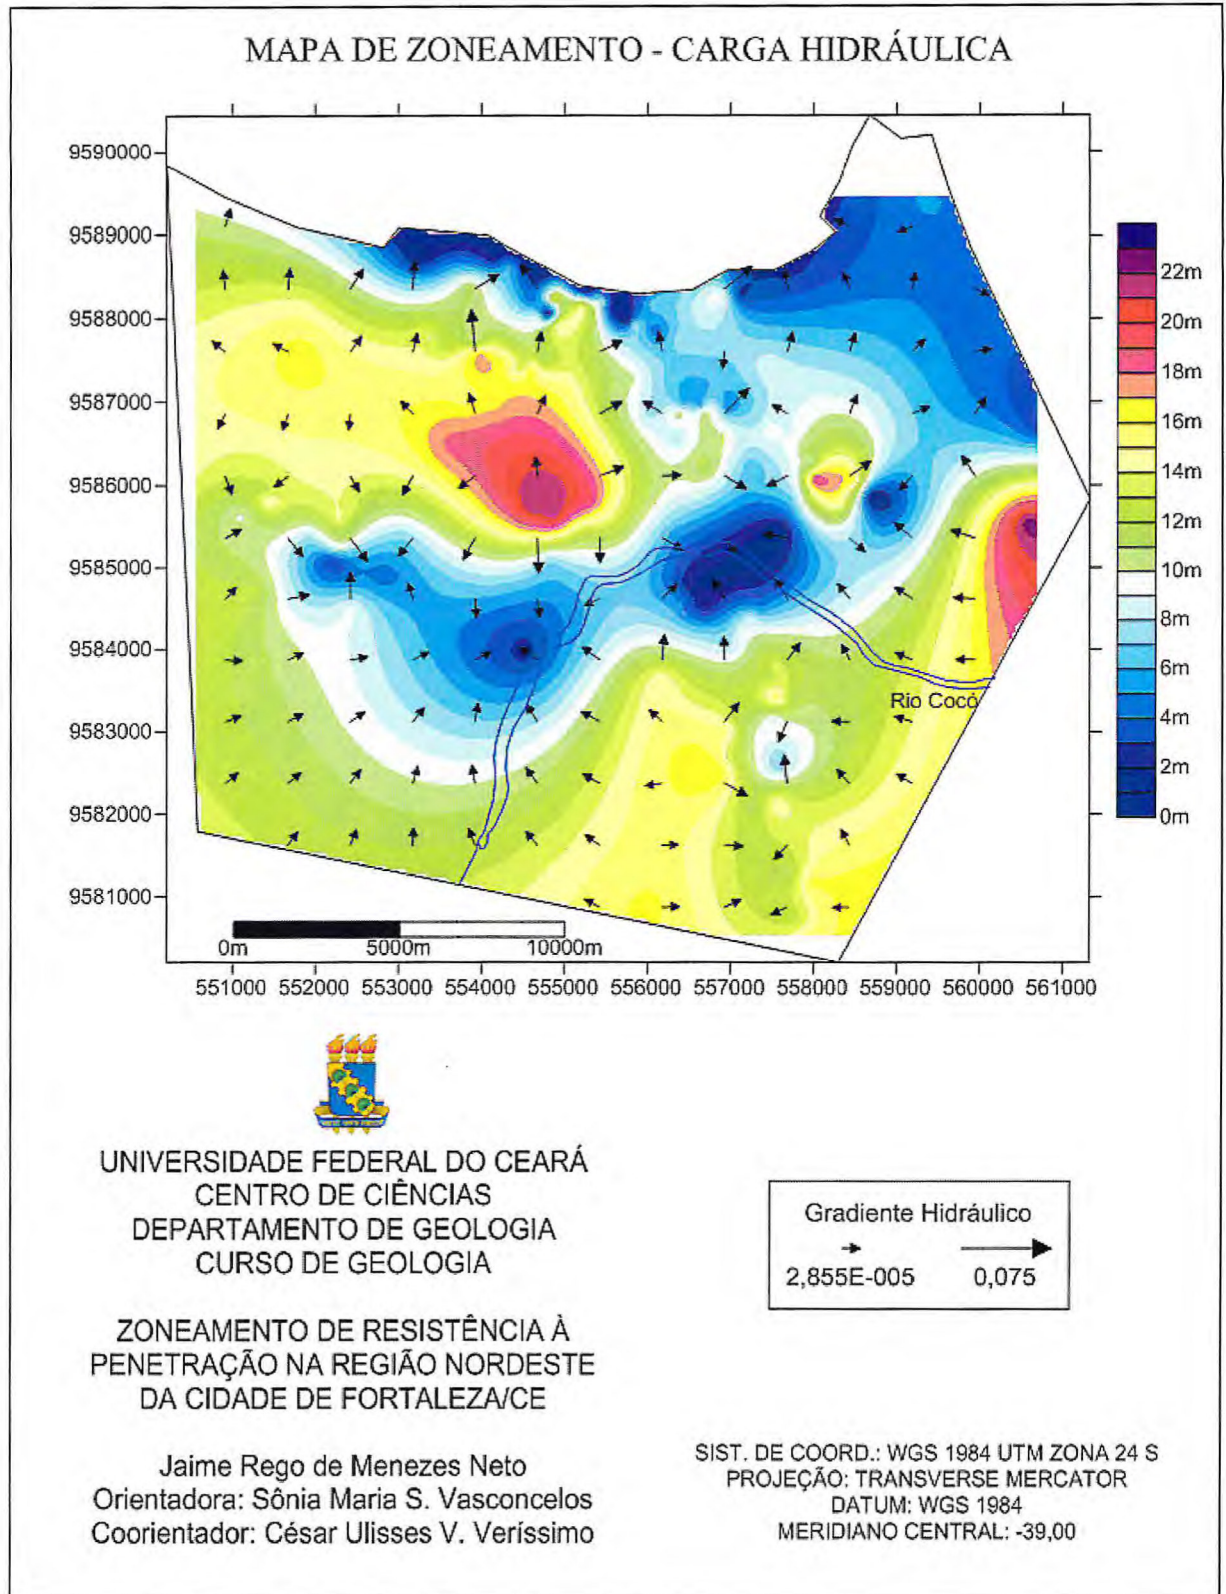 MAPA DE ZONEAMENTO - CARGA HIDRÁULICA
9590000
9589000
9588000
9587000
9586000
9585000
9584000
9583000
9582000
9581000
22m
20m
18m
16m
14m
12m
10m
8m
6m
4m
2m
0m
Rio Cocó
0m 5000m 10000m
551000 552000 553000 554000 555000 556000 557000 558000 559000 560000 561000
UNIVERSIDADE FEDERAL DO CEARÁ
CENTRO DE CIÊNCIAS
DEPARTAMENTO DE GEOLOGIA
CURSO DE GEOLOGIA
ZONEAMENTO DE RESISTÊNCIA À
PENETRAÇÃO NA REGIÃO NORDESTE
DA CIDADE DE FORTALEZA/CE
Jaime Rego de Menezes Neto
Orientadora: Sônia Maria S. Vasconcelos
Coorientador: César Ulisses V. Veríssimo
Gradiente Hidráulico
2,855E-005 0,075
SIST. DE COORD.: WGS 1984 UTM ZONA 24 S
PROJEÇÃO: TRANSVERSE MERCATOR
DATUM: WGS 1984
MERIDIANO CENTRAL: -39,00